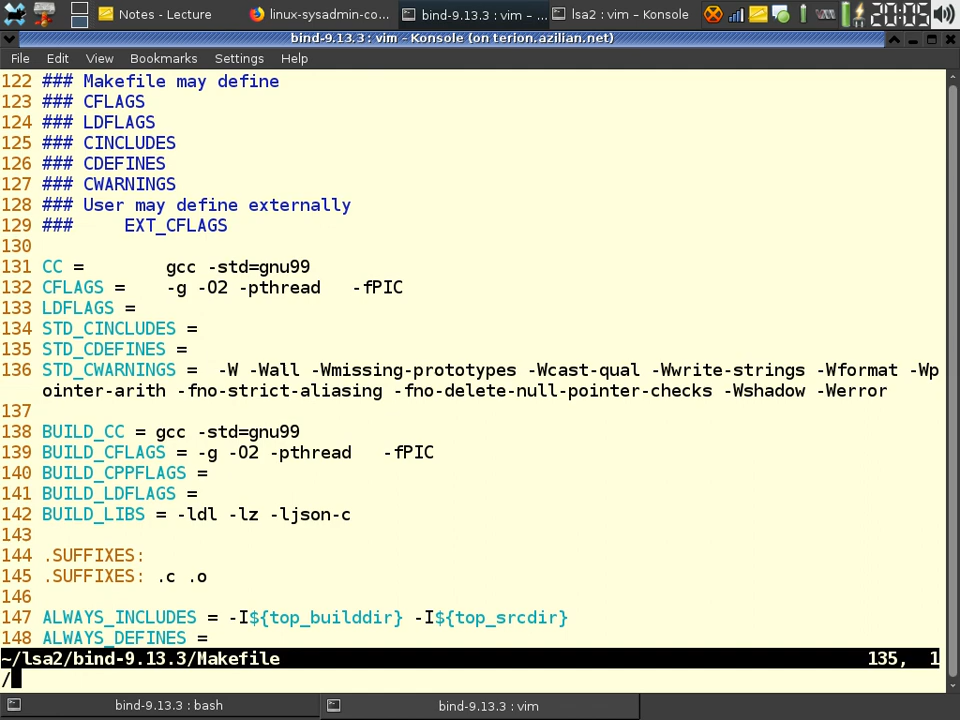 Notes - Lecture
linux-sysadmin-co...
bind-9.13.3 : vim – ...
lsa2 : vim – Konsole
20:05
bind-9.13.3 : vim – Konsole (on terion.azilian.net)
File Edit View Bookmarks Settings Help
122 ### Makefile may define
123 ### CFLAGS
124 ### LDFLAGS
125 ### CINCLUDES
126 ### CDEFINES
127 ### CWARNINGS
128 ### User may define externally
129 ###     EXT_CFLAGS
130
131 CC =        gcc -std=gnu99
132 CFLAGS =    -g -O2 -pthread   -fPIC
133 LDFLAGS =
134 STD_CINCLUDES =
135 STD_CDEFINES =
136 STD_CWARNINGS =  -W -Wall -Wmissing-prototypes -Wcast-qual -Wwrite-strings -Wformat -Wp
ointer-arith -fno-strict-aliasing -fno-delete-null-pointer-checks -Wshadow -Werror
137
138 BUILD_CC = gcc -std=gnu99
139 BUILD_CFLAGS = -g -O2 -pthread   -fPIC
140 BUILD_CPPFLAGS =
141 BUILD_LDFLAGS =
142 BUILD_LIBS = -ldl -lz -ljson-c
143
144 .SUFFIXES:
145 .SUFFIXES: .c .o
146
147 ALWAYS_INCLUDES = -I${top_builddir} -I${top_srcdir}
148 ALWAYS_DEFINES =
~/lsa2/bind-9.13.3/Makefile 135, 1
/
bind-9.13.3 : bash
bind-9.13.3 : vim